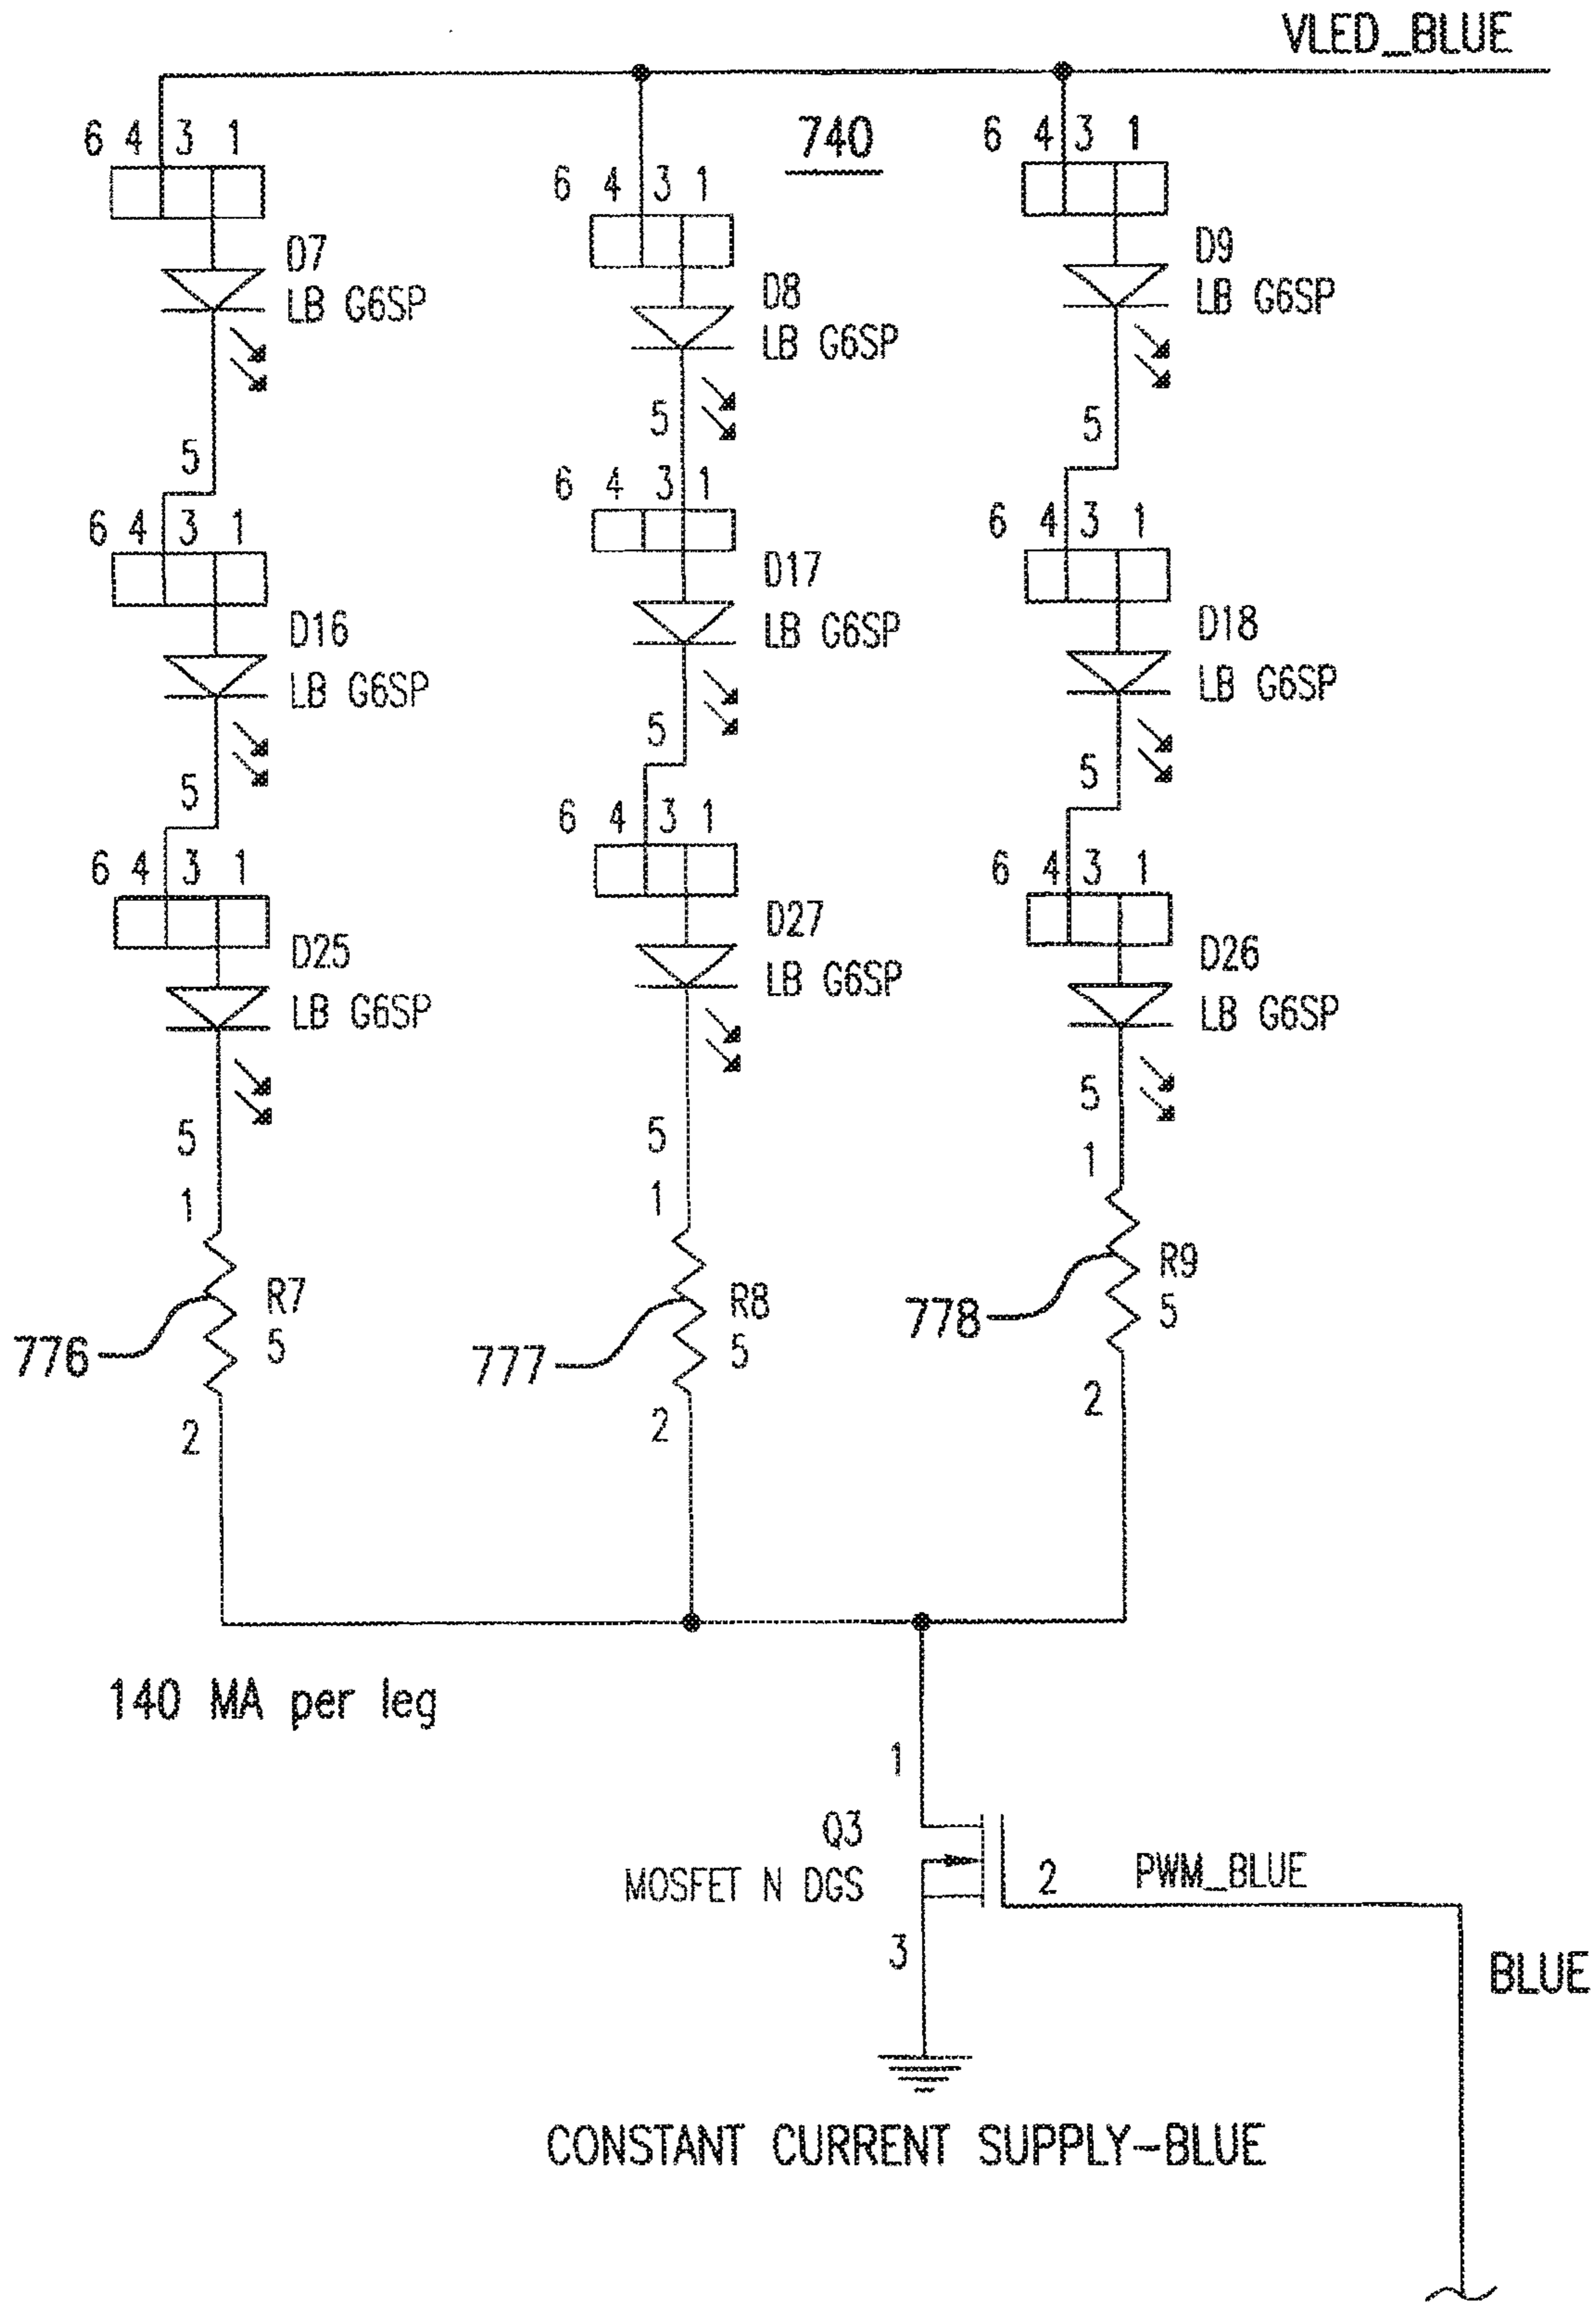 VLED_BLUE
740
6 4 3 1
6 4 3 1
6 4 3 1
D7
LB G6SP
D8
LB G6SP
D9
LB G6SP
5
5
5
6 4 3 1
6 4 3 1
6 4 3 1
D16
LB G6SP
D17
LB G6SP
D18
LB G6SP
5
5
5
6 4 3 1
6 4 3 1
6 4 3 1
D25
LB G6SP
D27
LB G6SP
D26
LB G6SP
5
5
5
1
1
1
R7
5
R8
5
R9
5
776
777
778
2
2
2
140 MA per leg
1
Q3
MOSFET N DGS
2
PWM_BLUE
3
BLUE
CONSTANT CURRENT SUPPLY-BLUE